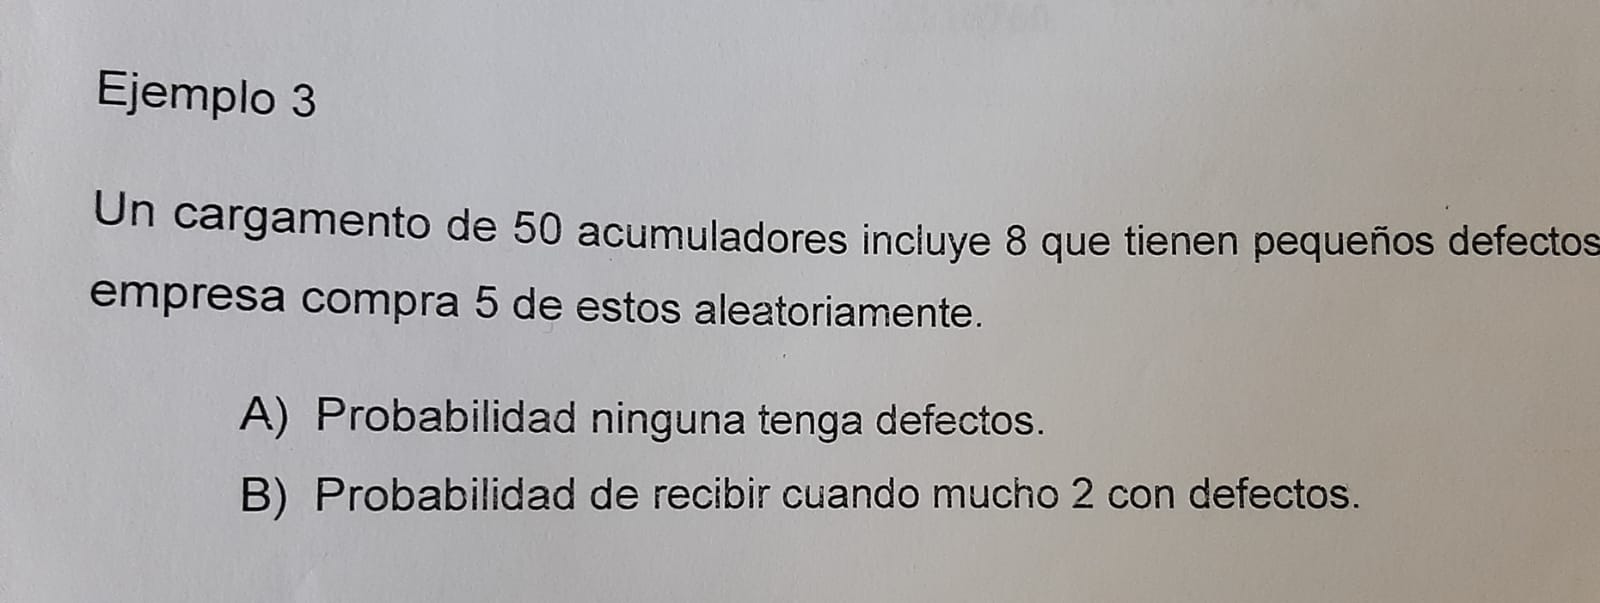 Ejemplo 3
Un cargamento de 50 acumuladores incluye 8 que tienen pequeños defectos
empresa compra 5 de estos aleatoriamente.
A) Probabilidad ninguna tenga defectos.
B) Probabilidad de recibir cuando mucho 2 con defectos.